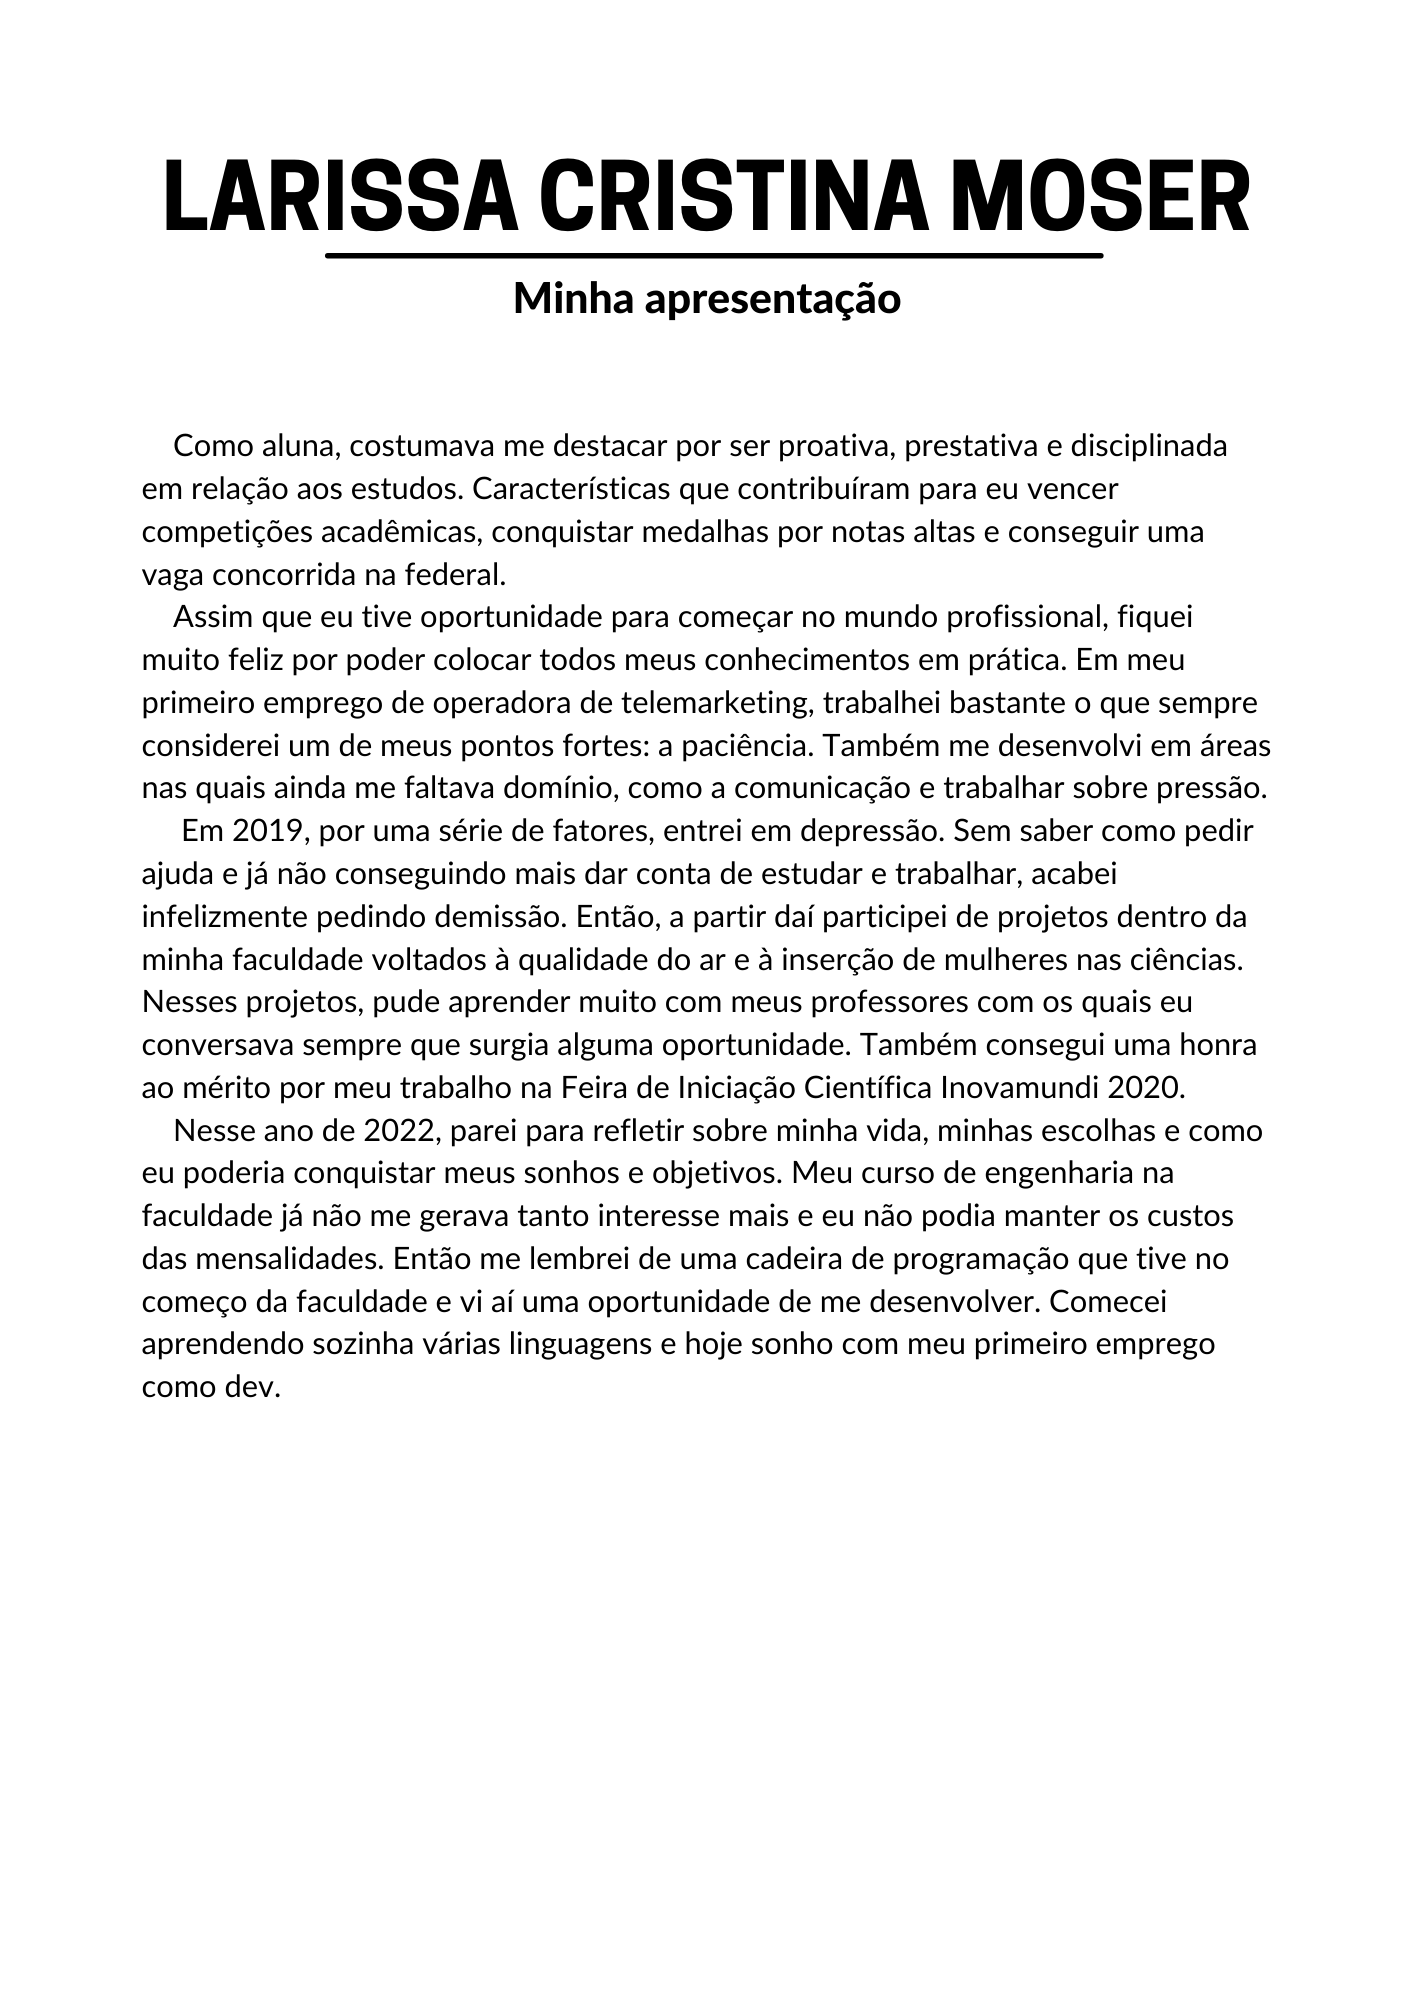 LARISSA CRISTINA MOSER
Minha apresentação
Como aluna, costumava me destacar por ser proativa, prestativa e disciplinada
em relação aos estudos. Características que contribuíram para eu vencer
competições acadêmicas, conquistar medalhas por notas altas e conseguir uma
vaga concorrida na federal.
Assim que eu tive oportunidade para começar no mundo profissional, fiquei
muito feliz por poder colocar todos meus conhecimentos em prática. Em meu
primeiro emprego de operadora de telemarketing, trabalhei bastante o que sempre
considerei um de meus pontos fortes: a paciência. Também me desenvolvi em áreas
nas quais ainda me faltava domínio, como a comunicação e trabalhar sobre pressão.
Em 2019, por uma série de fatores, entrei em depressão. Sem saber como pedir
ajuda e já não conseguindo mais dar conta de estudar e trabalhar, acabei
infelizmente pedindo demissão. Então, a partir daí participei de projetos dentro da
minha faculdade voltados à qualidade do ar e à inserção de mulheres nas ciências.
Nesses projetos, pude aprender muito com meus professores com os quais eu
conversava sempre que surgia alguma oportunidade. Também consegui uma honra
ao mérito por meu trabalho na Feira de Iniciação Científica Inovamundi 2020.
Nesse ano de 2022, parei para refletir sobre minha vida, minhas escolhas e como
eu poderia conquistar meus sonhos e objetivos. Meu curso de engenharia na
faculdade já não me gerava tanto interesse mais e eu não podia manter os custos
das mensalidades. Então me lembrei de uma cadeira de programação que tive no
começo da faculdade e vi aí uma oportunidade de me desenvolver. Comecei
aprendendo sozinha várias linguagens e hoje sonho com meu primeiro emprego
como dev.